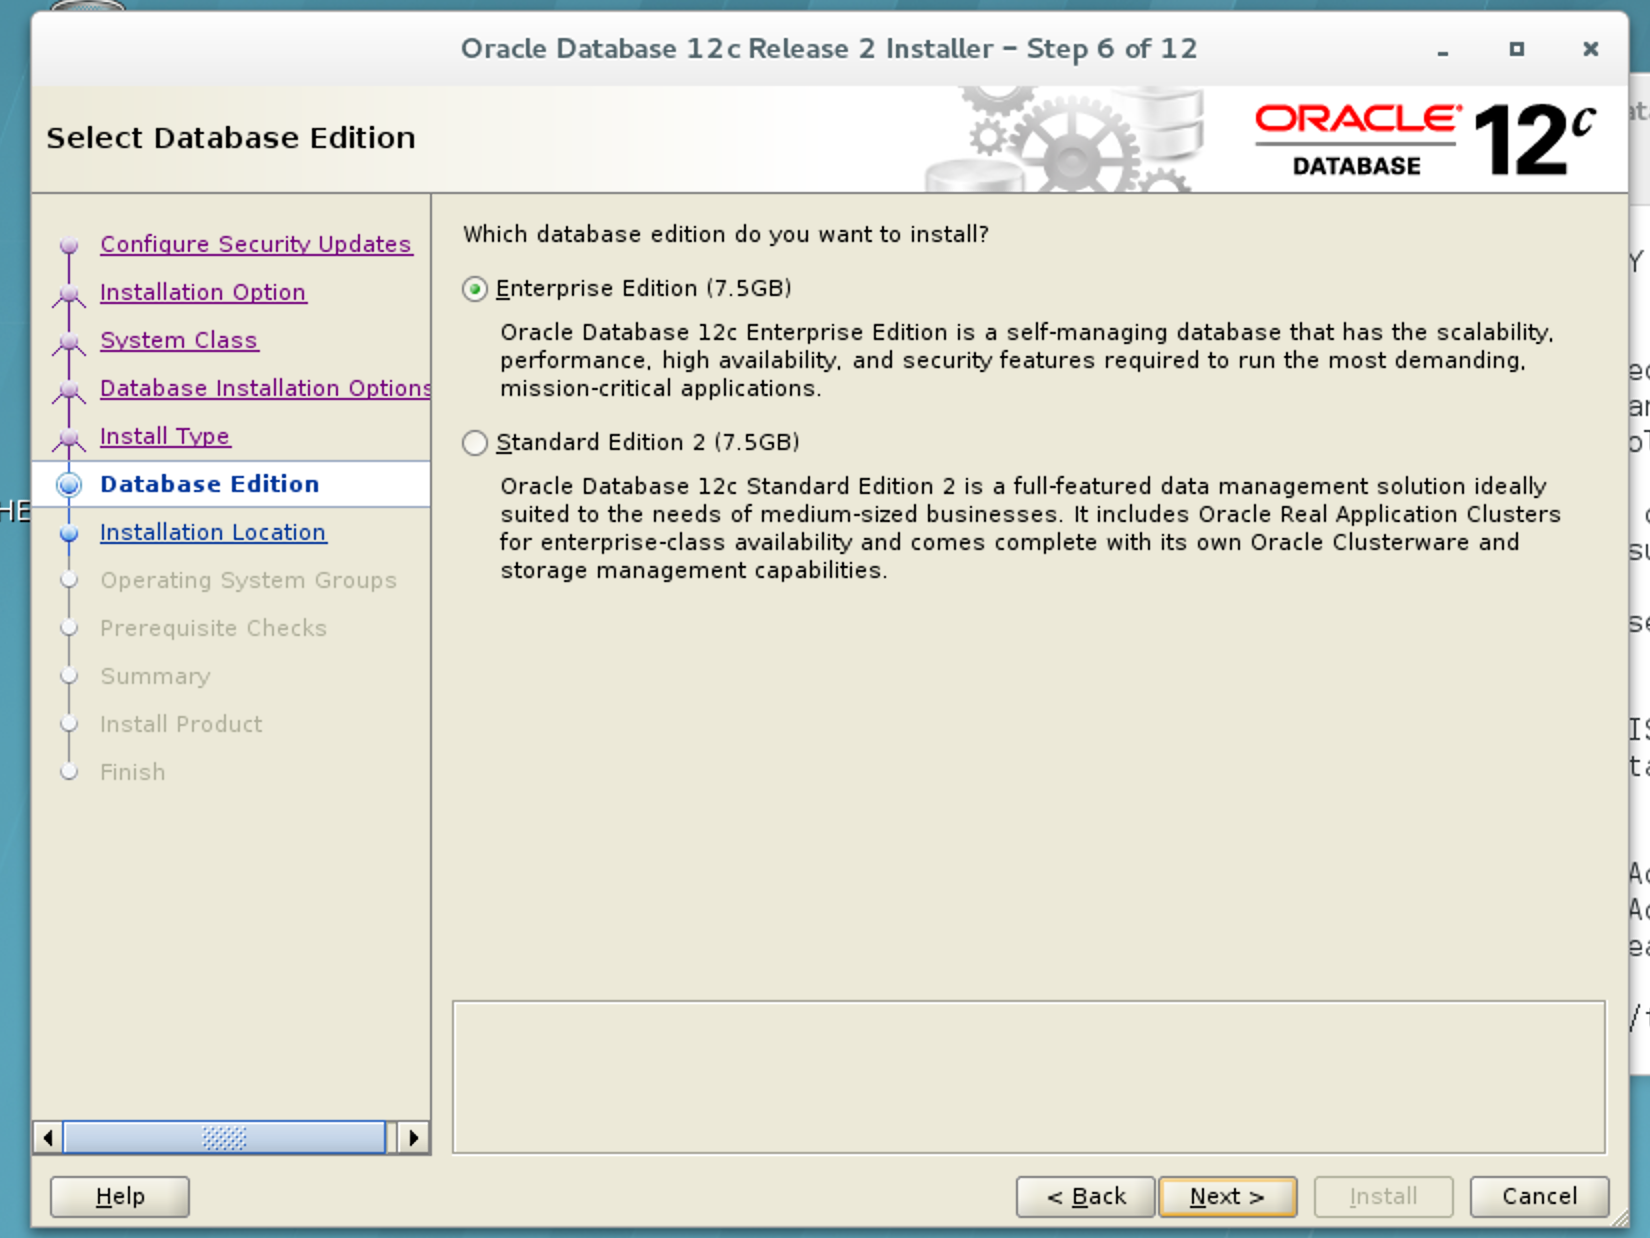 Oracle Database 12c Release 2 Installer – Step 6 of 12
Select Database Edition
ORACLE
DATABASE
12c
Configure Security Updates
Installation Option
System Class
Database Installation Options
Install Type
Database Edition
Installation Location
Operating System Groups
Prerequisite Checks
Summary
Install Product
Finish
Which database edition do you want to install?
Enterprise Edition (7.5GB)
Oracle Database 12c Enterprise Edition is a self-managing database that has the scalability,
performance, high availability, and security features required to run the most demanding,
mission-critical applications.
Standard Edition 2 (7.5GB)
Oracle Database 12c Standard Edition 2 is a full-featured data management solution ideally
suited to the needs of medium-sized businesses. It includes Oracle Real Application Clusters
for enterprise-class availability and comes complete with its own Oracle Clusterware and
storage management capabilities.
Help
< Back
Next >
Install
Cancel